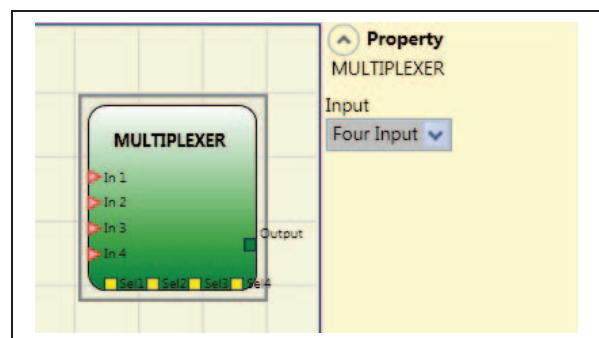 MULTIPLEXER
In 1
In 2
In 3
In 4
Output
Sel1 Sel2 Sel3 Sel4
Property
MULTIPLEXER
Input
Four Input